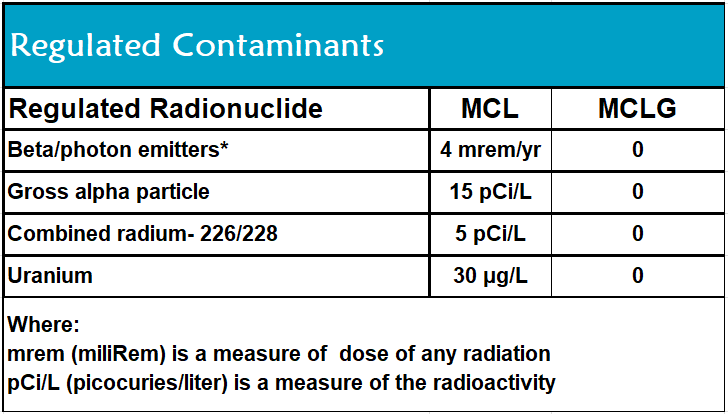 Regulated Contaminants
Regulated Radionuclide MCL MCLG
Beta/photon emitters* 4 mrem/yr 0
Gross alpha particle 15 pCi/L 0
Combined radium- 226/228 5 pCi/L 0
Uranium 30 µg/L 0
Where:
mrem (miliRem) is a measure of  dose of any radiation
pCi/L (picocuries/liter) is a measure of the radioactivity